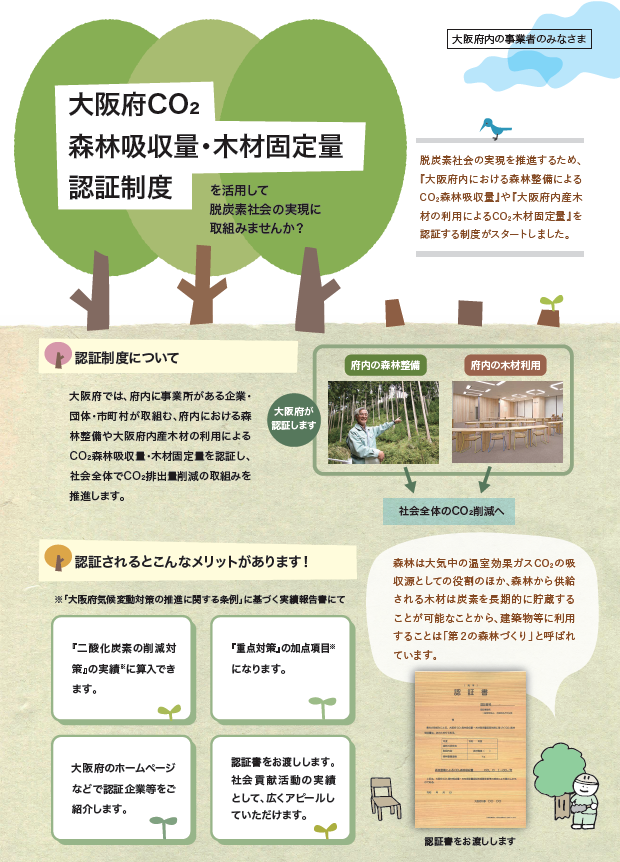 大阪府内の事業者のみなさま
大阪府CO₂
森林吸収量・木材固定量
認証制度
を活用して
脱炭素社会の実現に
取組みませんか？
脱炭素社会の実現を推進するため、
『大阪府内における森林整備による
CO₂森林吸収量』や『大阪府内産木
材の利用によるCO₂木材固定量』を
認証する制度がスタートしました。
認証制度について
大阪府では、府内に事業所がある企業・
団体・市町村が取組む、府内における森
林整備や大阪府内産木材の利用による
CO₂森林吸収量・木材固定量を認証し、
社会全体でCO₂排出量削減の取組みを
推進します。
大阪府が
認証します
府内の森林整備
府内の木材利用
社会全体のCO₂削減へ
認証されるとこんなメリットがあります！
※「大阪府気候変動対策の推進に関する条例」に基づく実績報告書にて
『二酸化炭素の削減対
策』の実績※に算入でき
ます。
『重点対策』の加点項目※
になります。
大阪府のホームページ
などで認証企業等をご
紹介します。
認証書をお渡しします。
社会貢献活動の実績
として、広くアピールし
ていただけます。
森林は大気中の温室効果ガスCO₂の吸
収源としての役割のほか、森林から供給
される木材は炭素を長期的に貯蔵する
ことが可能なことから、建築物等に利用
することは「第２の森林づくり」と呼ばれ
ています。
認証書
認証書をお渡しします